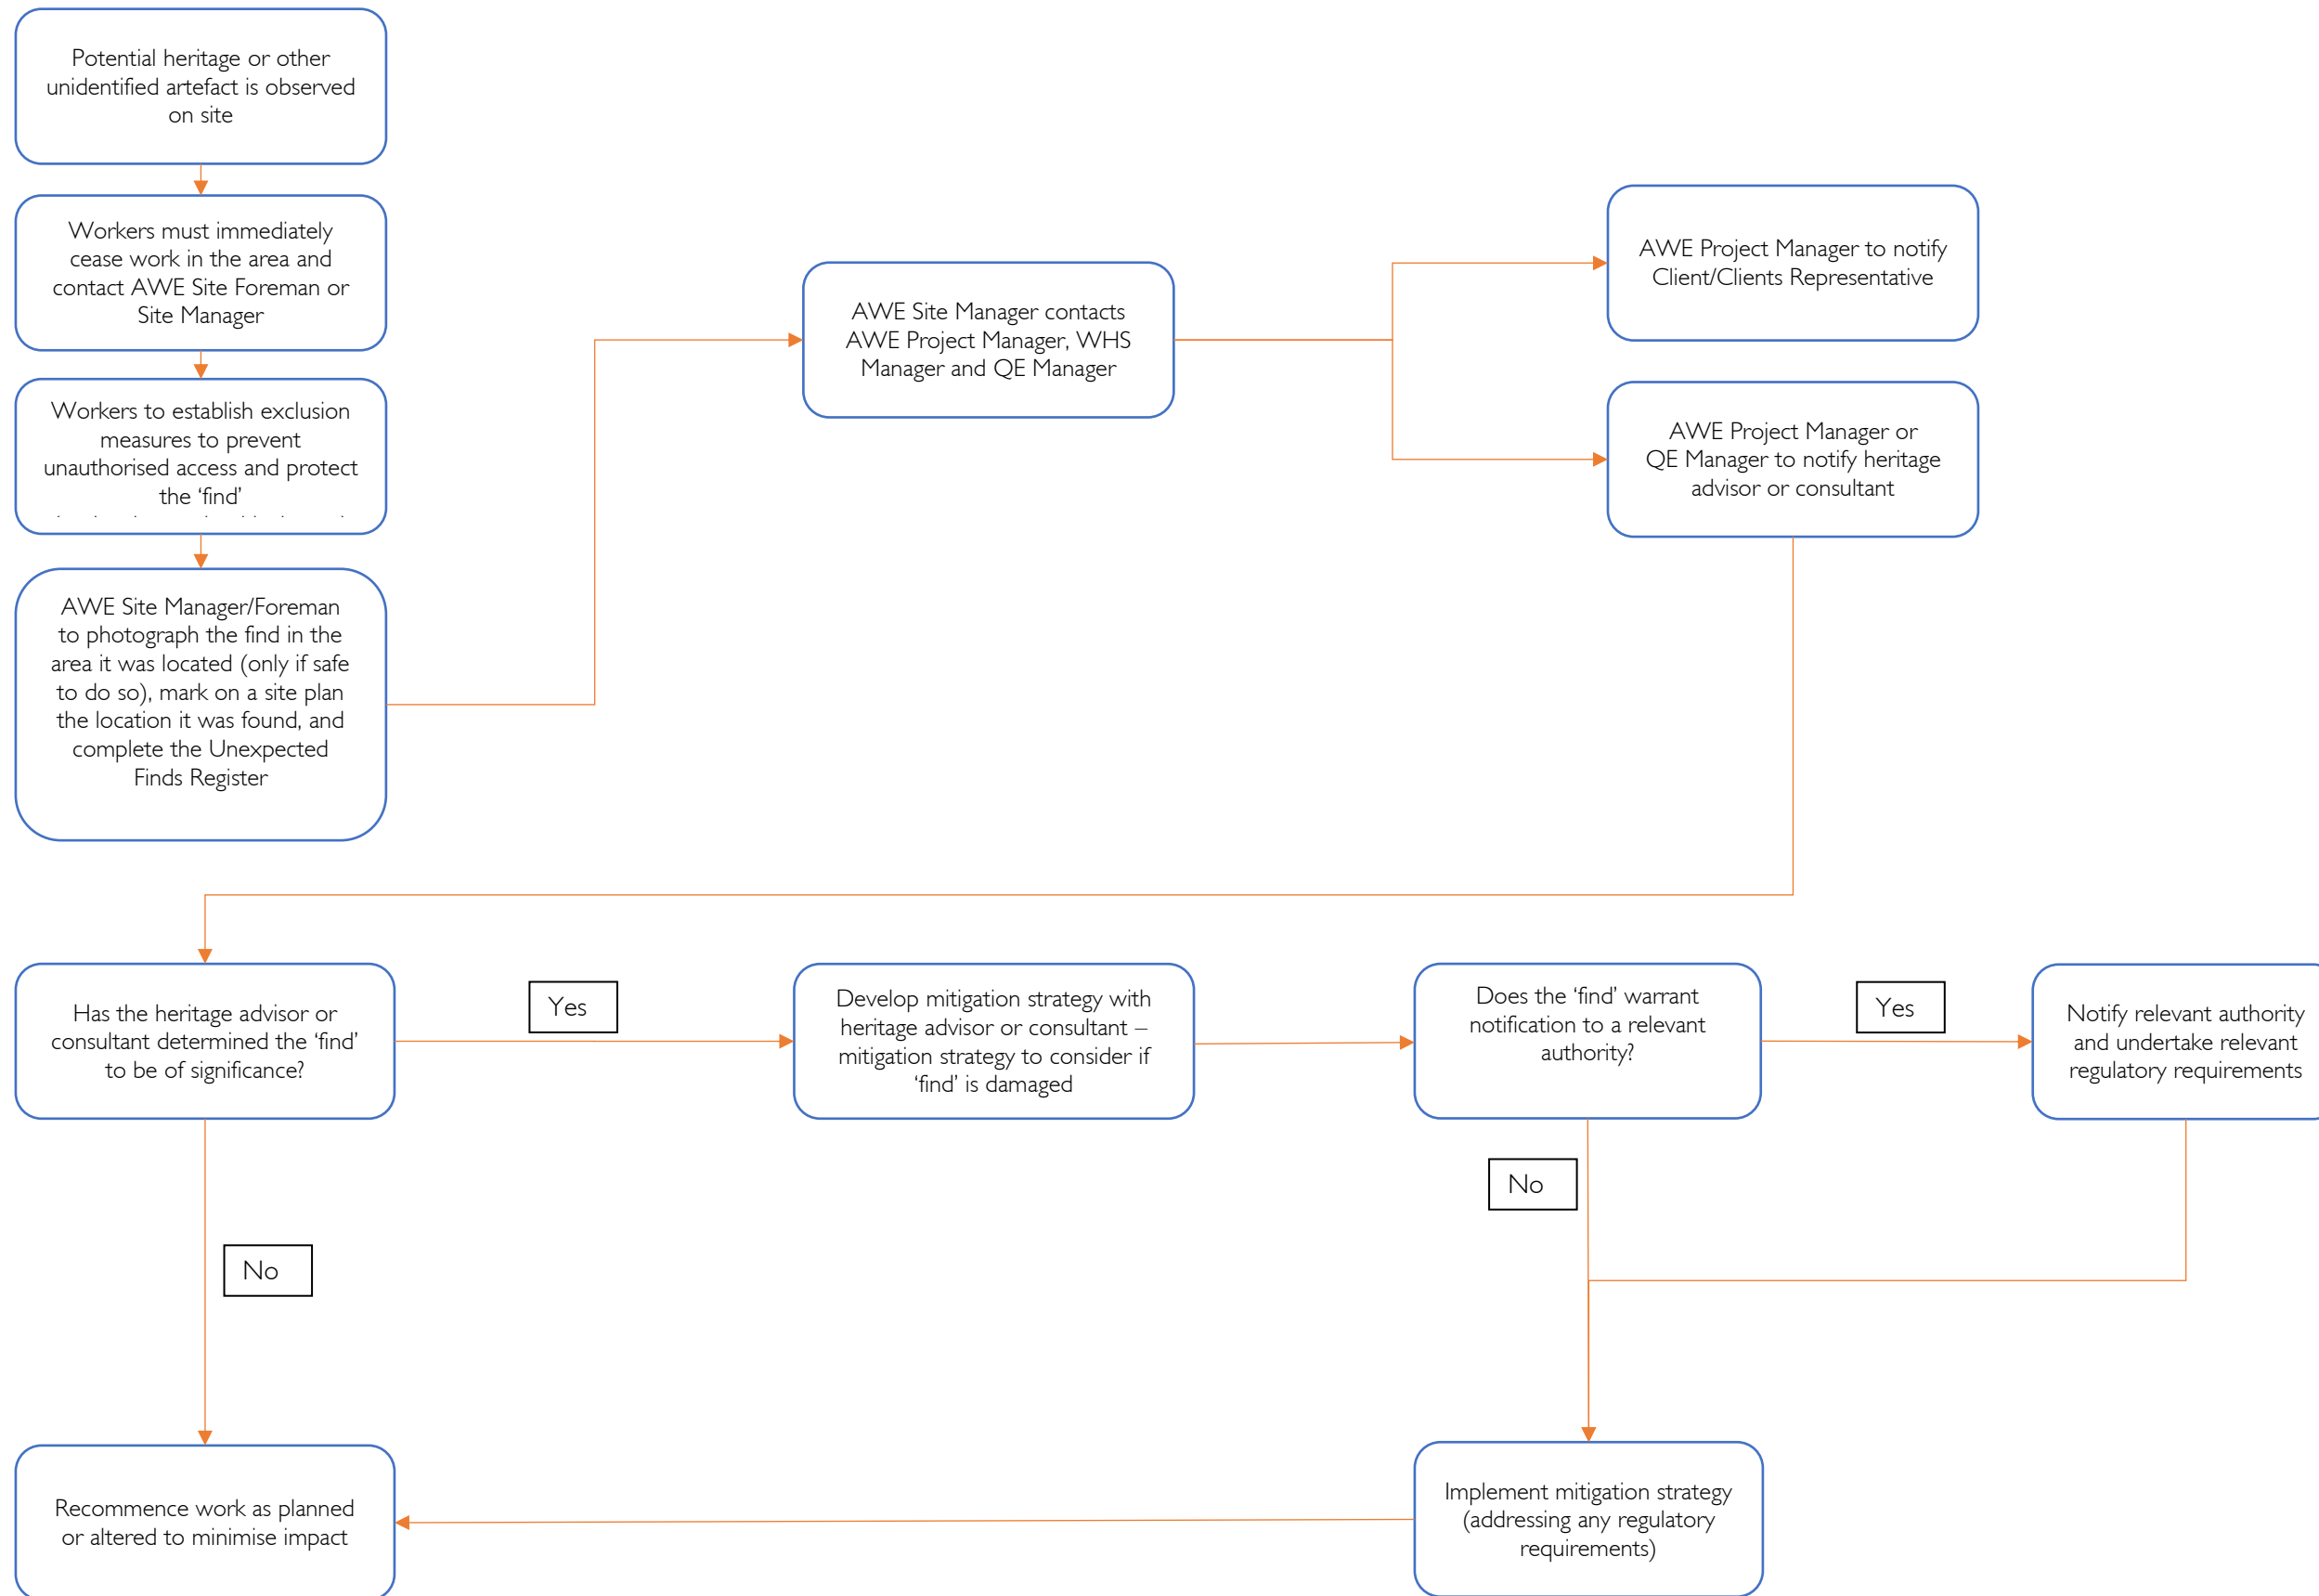 Potential heritage or other
unidentified artefact is observed
on site
Workers must immediately
cease work in the area and
contact AWE Site Foreman or
Site Manager
Workers to establish exclusion
measures to prevent
unauthorised access and protect
the ‘find’
AWE Site Manager/Foreman
to photograph the find in the
area it was located (only if safe
to do so), mark on a site plan
the location it was found, and
complete the Unexpected
Finds Register
AWE Site Manager contacts
AWE Project Manager, WHS
Manager and QE Manager
AWE Project Manager to notify
Client/Clients Representative
AWE Project Manager or
QE Manager to notify heritage
advisor or consultant
Has the heritage advisor or
consultant determined the ‘find’
to be of significance?
Yes
Develop mitigation strategy with
heritage advisor or consultant –
mitigation strategy to consider if
‘find’ is damaged
Does the ‘find’ warrant
notification to a relevant
authority?
Yes
Notify relevant authority
and undertake relevant
regulatory requirements
No
No
Recommence work as planned
or altered to minimise impact
Implement mitigation strategy
(addressing any regulatory
requirements)